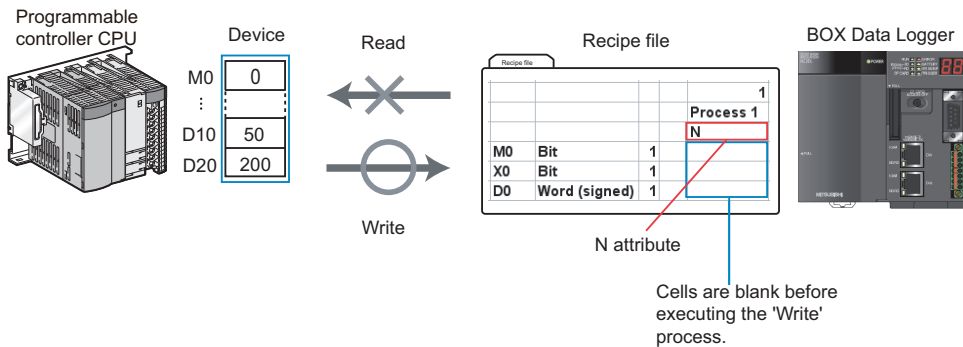 Programmable
controller CPU
Device
M0
0
⋮
D10
50
D20
200
Read
Write
Recipe file
Recipe file
1
Process 1
N
M0 Bit 1
X0 Bit 1
D0 Word (signed) 1
N attribute
Cells are blank before
executing the 'Write'
process.
BOX Data Logger
MITSUBISHI